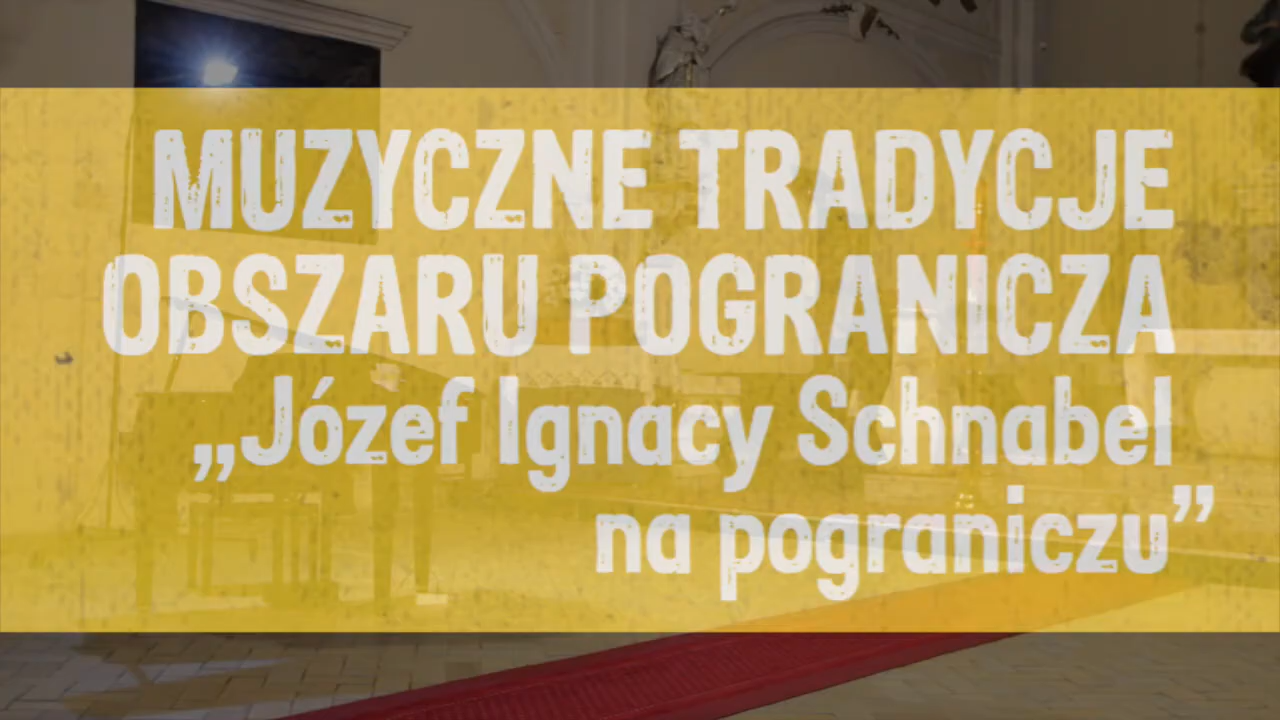 MUZYCZNE TRADYCJE
OBSZARU POGRANICZA
„Józef Ignacy Schnabel
na pograniczu”